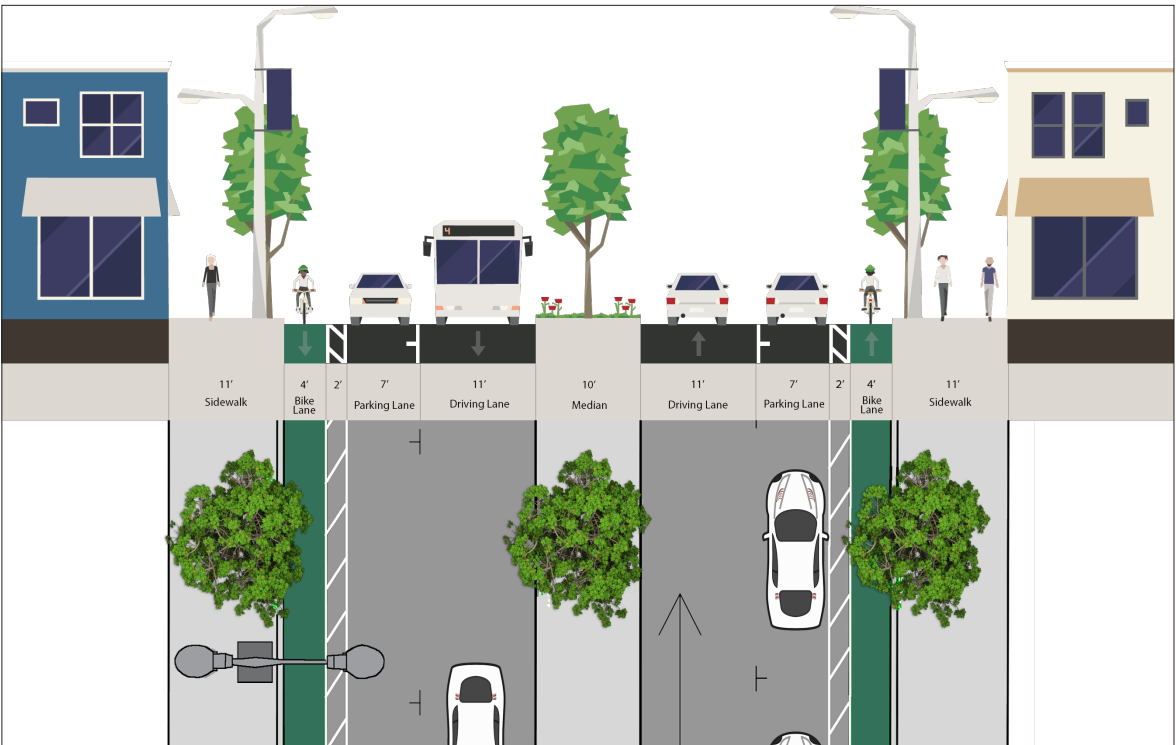 4
11′
4′
2′
7′
11′
10′
11′
7′
2′
4′
11′
Sidewalk
Bike
Lane
Parking Lane
Driving Lane
Median
Driving Lane
Parking Lane
Bike
Lane
Sidewalk